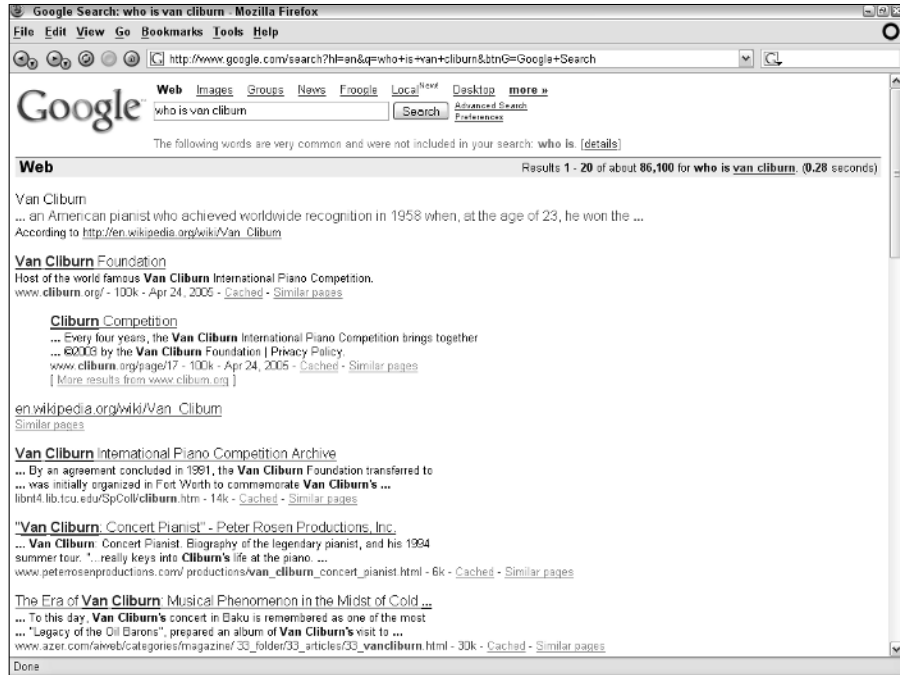 Google Search: who is van cliburn - Mozilla Firefox
File Edit View Go Bookmarks Tools Help
http://www.google.com/search?hl=en&q=who+is+van+cliburn&btnG=Google+Search
Web Images Groups News Froogle Local New! Desktop more »
Google
who is van cliburn Search Advanced Search
Preferences
The following words are very common and were not included in your search: who is. [details]
Web Results 1 - 20 of about 86,100 for who is van cliburn. (0.28 seconds)
Van Cliburn
... an American pianist who achieved worldwide recognition in 1958 when, at the age of 23, he won the ...
According to http://en.wikipedia.org/wiki/Van_Cliburn
Van Cliburn Foundation
Host of the world famous Van Cliburn International Piano Competition.
www.cliburn.org/ - 100k - Apr 24, 2005 - Cached - Similar pages
Cliburn Competition
... Every four years, the Van Cliburn International Piano Competition brings together
... ©2003 by the Van Cliburn Foundation | Privacy Policy.
www.cliburn.org/page/17 - 100k - Apr 24, 2005 - Cached - Similar pages
[ More results from www.cliburn.org ]
en.wikipedia.org/wiki/Van_Cliburn
Similar pages
Van Cliburn International Piano Competition Archive
... By an agreement concluded in 1991, the Van Cliburn Foundation transferred to
... was initially organized in Fort Worth to commemorate Van Cliburn's ...
libnt4.lib.tcu.edu/SpColl/cliburn.htm - 14k - Cached - Similar pages
"Van Cliburn: Concert Pianist" - Peter Rosen Productions, Inc.
... Van Cliburn: Concert Pianist. Biography of the legendary pianist, and his 1994
summer tour. "... really keys into Cliburn's life at the piano. ...
www.peterrosenproductions.com/ productions/van_cliburn_concert_pianist.html - 6k - Cached - Similar pages
The Era of Van Cliburn: Musical Phenomenon in the Midst of Cold ...
... To this day, Van Cliburn's concert in Baku is remembered as one of the most
... "Legacy of the Oil Barons", prepared an album of Van Cliburn's visit to ...
www.azer.com/aiweb/categories/magazine/ 33_folder/33_articles/33_vancliburn.html - 30k - Cached - Similar pages
Done